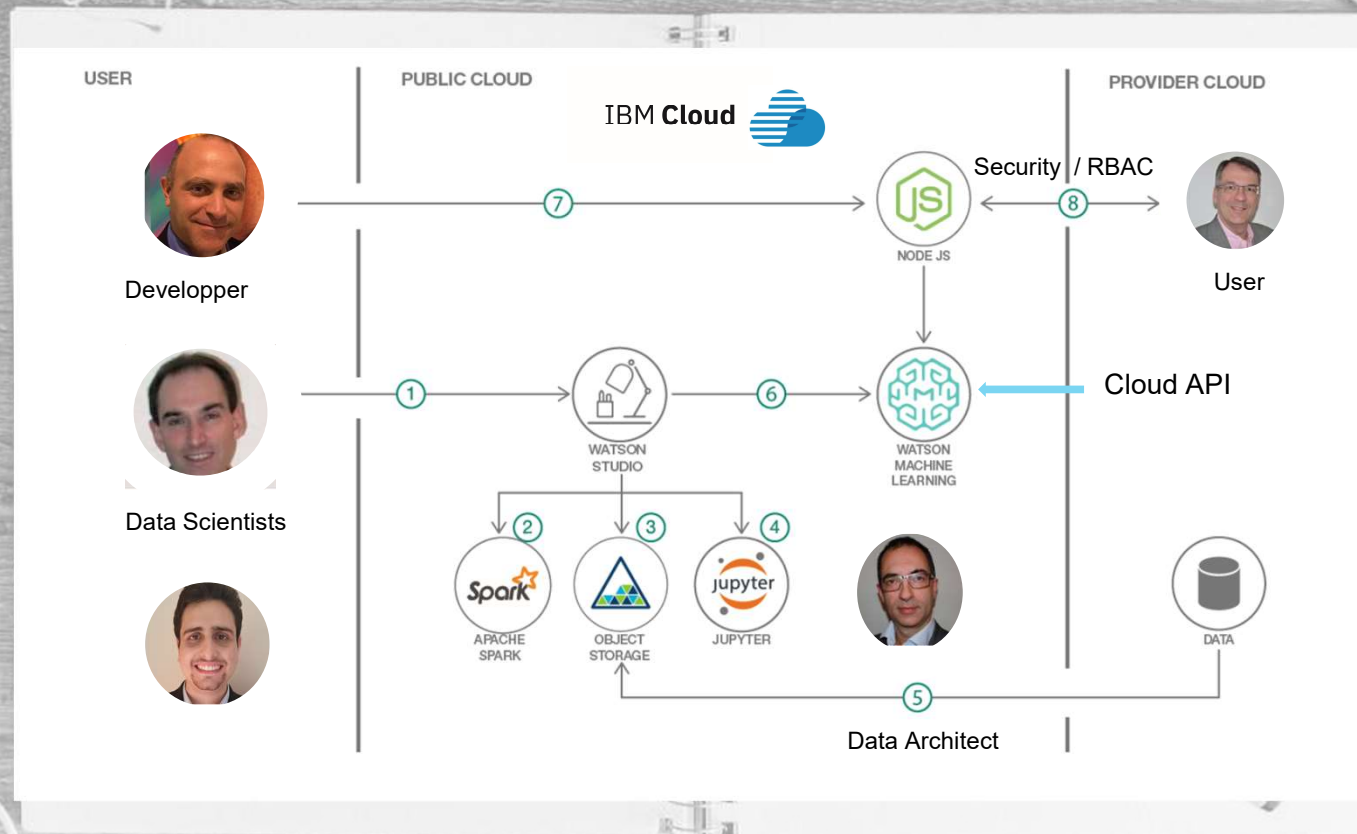 USER
PUBLIC CLOUD
IBM Cloud
PROVIDER CLOUD
Security / RBAC
7
JS
8
NODE JS
Developper
User
1
6
Cloud API
WATSON
STUDIO
WATSON
MACHINE
LEARNING
Data Scientists
2
3
4
Spark
jupyter
APACHE
SPARK
OBJECT
STORAGE
JUPYTER
DATA
5
Data Architect